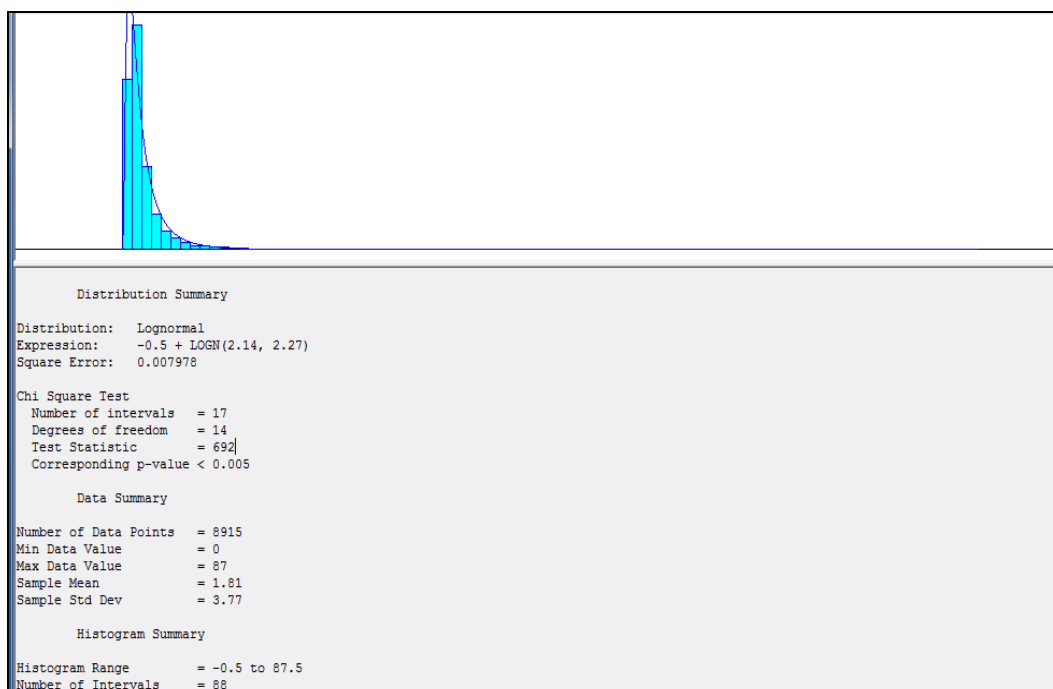 Distribution Summary
Distribution: Lognormal
Expression: -0.5 + LOGN(2.14, 2.27)
Square Error: 0.007978
Chi Square Test
Number of intervals = 17
Degrees of freedom = 14
Test Statistic = 692
Corresponding p-value < 0.005
Data Summary
Number of Data Points = 8915
Min Data Value = 0
Max Data Value = 87
Sample Mean = 1.81
Sample Std Dev = 3.77
Histogram Summary
Histogram Range = -0.5 to 87.5
Number of Intervals = 88